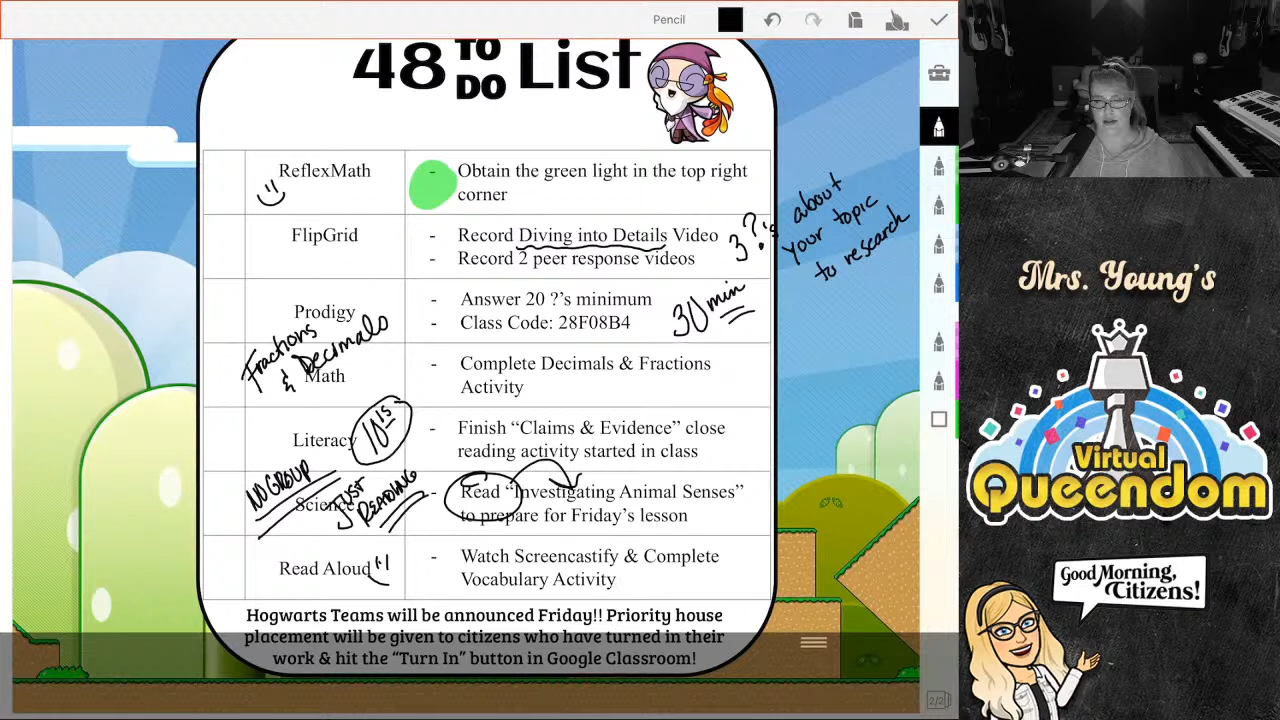 Pencil
48 TO DO List
ReflexMath
- Obtain the green light in the top right
corner
FlipGrid
- Record Diving into Details Video
- Record 2 peer response videos
3 ?'s about
your topic
to research
Prodigy
- Answer 20 ?'s minimum
- Class Code: 28F08B4
30 min
Fractions
& Decimals
Math
- Complete Decimals & Fractions
Activity
Literacy
- Finish “Claims & Evidence” close
reading activity started in class
NO GROUP
JUST
READING
Science
- Read “Investigating Animal Senses”
to prepare for Friday’s lesson
Read Aloud
- Watch Screencastify & Complete
Vocabulary Activity
Hogwarts Teams will be announced Friday!! Priority house
placement will be given to citizens who have turned in their
work & hit the “Turn In” button in Google Classroom!
Mrs. Young's
Virtual
Queendom
Good Morning,
Citizens!
2/2